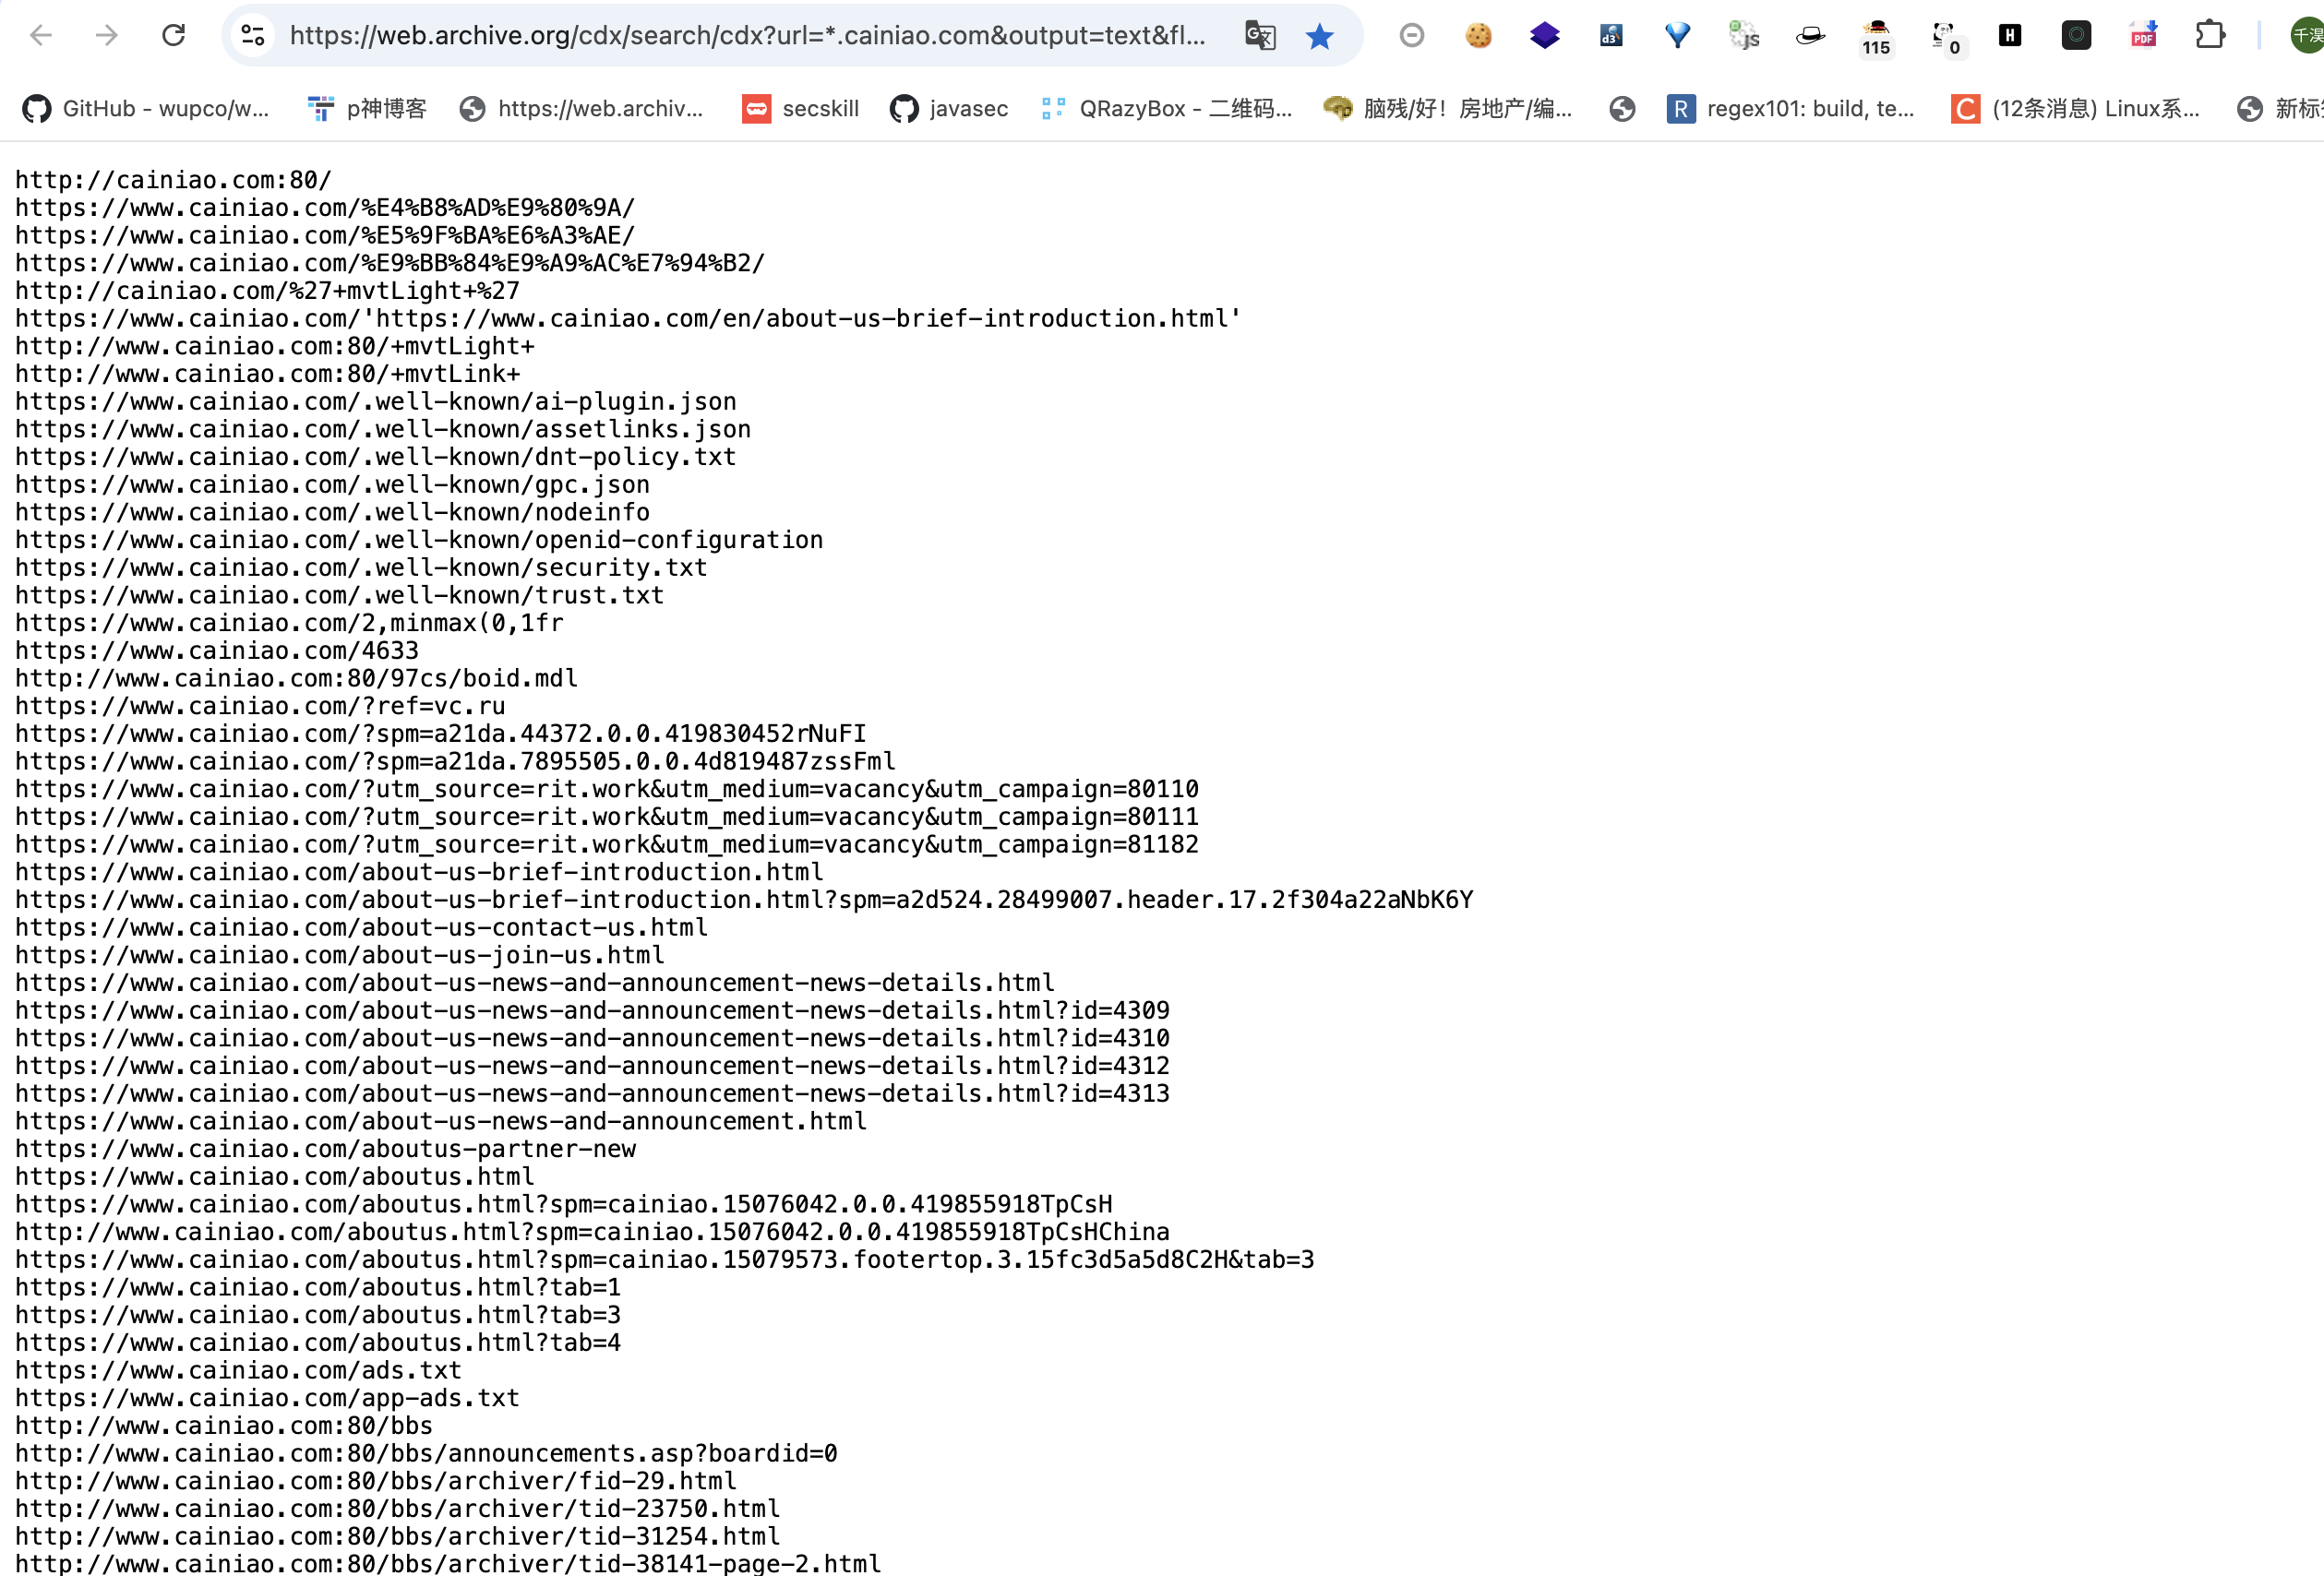 https://web.archive.org/cdx/search/cdx?url=*.cainiao.com&output=text&fl...
115
0
千淏
GitHub - wupco/w...
p神博客
https://web.archiv...
secskill
javasec
QRazyBox - 二维码...
脑残/好！房地产/编...
regex101: build, te...
(12条消息) Linux系...
新标
http://cainiao.com:80/
https://www.cainiao.com/%E4%B8%AD%E9%80%9A/
https://www.cainiao.com/%E5%9F%BA%E6%A3%AE/
https://www.cainiao.com/%E9%BB%84%E9%A9%AC%E7%94%B2/
http://cainiao.com/%27+mvtLight+%27
https://www.cainiao.com/'https://www.cainiao.com/en/about-us-brief-introduction.html'
http://www.cainiao.com:80/+mvtLight+
http://www.cainiao.com:80/+mvtLink+
https://www.cainiao.com/.well-known/ai-plugin.json
https://www.cainiao.com/.well-known/assetlinks.json
https://www.cainiao.com/.well-known/dnt-policy.txt
https://www.cainiao.com/.well-known/gpc.json
https://www.cainiao.com/.well-known/nodeinfo
https://www.cainiao.com/.well-known/openid-configuration
https://www.cainiao.com/.well-known/security.txt
https://www.cainiao.com/.well-known/trust.txt
https://www.cainiao.com/2,minmax(0,1fr
https://www.cainiao.com/4633
http://www.cainiao.com:80/97cs/boid.mdl
https://www.cainiao.com/?ref=vc.ru
https://www.cainiao.com/?spm=a21da.44372.0.0.419830452rNuFI
https://www.cainiao.com/?spm=a21da.7895505.0.0.4d819487zssFml
https://www.cainiao.com/?utm_source=rit.work&utm_medium=vacancy&utm_campaign=80110
https://www.cainiao.com/?utm_source=rit.work&utm_medium=vacancy&utm_campaign=80111
https://www.cainiao.com/?utm_source=rit.work&utm_medium=vacancy&utm_campaign=81182
https://www.cainiao.com/about-us-brief-introduction.html
https://www.cainiao.com/about-us-brief-introduction.html?spm=a2d524.28499007.header.17.2f304a22aNbK6Y
https://www.cainiao.com/about-us-contact-us.html
https://www.cainiao.com/about-us-join-us.html
https://www.cainiao.com/about-us-news-and-announcement-news-details.html
https://www.cainiao.com/about-us-news-and-announcement-news-details.html?id=4309
https://www.cainiao.com/about-us-news-and-announcement-news-details.html?id=4310
https://www.cainiao.com/about-us-news-and-announcement-news-details.html?id=4312
https://www.cainiao.com/about-us-news-and-announcement-news-details.html?id=4313
https://www.cainiao.com/about-us-news-and-announcement.html
https://www.cainiao.com/aboutus-partner-new
https://www.cainiao.com/aboutus.html
https://www.cainiao.com/aboutus.html?spm=cainiao.15076042.0.0.419855918TpCsH
http://www.cainiao.com/aboutus.html?spm=cainiao.15076042.0.0.419855918TpCsHChina
https://www.cainiao.com/aboutus.html?spm=cainiao.15079573.footertop.3.15fc3d5a5d8C2H&tab=3
https://www.cainiao.com/aboutus.html?tab=1
https://www.cainiao.com/aboutus.html?tab=3
https://www.cainiao.com/aboutus.html?tab=4
https://www.cainiao.com/ads.txt
https://www.cainiao.com/app-ads.txt
http://www.cainiao.com:80/bbs
http://www.cainiao.com:80/bbs/announcements.asp?boardid=0
http://www.cainiao.com:80/bbs/archiver/fid-29.html
http://www.cainiao.com:80/bbs/archiver/tid-23750.html
http://www.cainiao.com:80/bbs/archiver/tid-31254.html
http://www.cainiao.com:80/bbs/archiver/tid-38141-page-2.html